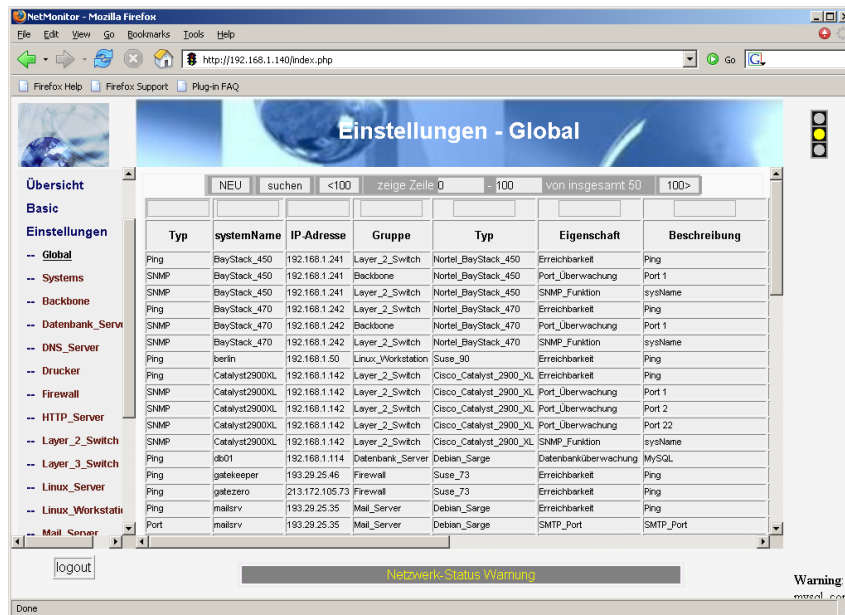 NetMonitor - Mozilla Firefox
File Edit View Go Bookmarks Tools Help
http://192.168.1.140/index.php Go G
Firefox Help Firefox Support Plug-in FAQ
Einstellungen - Global
Übersicht
Basic
Einstellungen
-- Global
-- Systems
-- Backbone
-- Datenbank_Serv
-- DNS_Server
-- Drucker
-- Firewall
-- HTTP_Server
-- Layer_2_Switch
-- Layer_3_Switch
-- Linux_Server
-- Linux_Workstati
-- Mail_Server
logout
NEU suchen <100 zeige Zeile 0 - 100 von insgesamt 50 100>
Typ systemName IP-Adresse Gruppe Typ Eigenschaft Beschreibung
Ping BayStack_450 192.168.1.241 Layer_2_Switch Nortel_BayStack_450 Erreichbarkeit Ping
SNMP BayStack_450 192.168.1.241 Backbone Nortel_BayStack_450 Port_Überwachung Port 1
SNMP BayStack_450 192.168.1.241 Layer_2_Switch Nortel_BayStack_450 SNMP_Funktion sysName
Ping BayStack_470 192.168.1.242 Layer_2_Switch Nortel_BayStack_470 Erreichbarkeit Ping
SNMP BayStack_470 192.168.1.242 Backbone Nortel_BayStack_470 Port_Überwachung Port 1
SNMP BayStack_470 192.168.1.242 Layer_2_Switch Nortel_BayStack_470 SNMP_Funktion sysName
Ping berlin 192.168.1.50 Linux_Workstation Suse_90 Erreichbarkeit Ping
Ping Catalyst2900XL 192.168.1.142 Layer_2_Switch Cisco_Catalyst_2900_XL Erreichbarkeit Ping
SNMP Catalyst2900XL 192.168.1.142 Layer_2_Switch Cisco_Catalyst_2900_XL Port_Überwachung Port 1
SNMP Catalyst2900XL 192.168.1.142 Layer_2_Switch Cisco_Catalyst_2900_XL Port_Überwachung Port 2
SNMP Catalyst2900XL 192.168.1.142 Layer_2_Switch Cisco_Catalyst_2900_XL Port_Überwachung Port 22
SNMP Catalyst2900XL 192.168.1.142 Layer_2_Switch Cisco_Catalyst_2900_XL SNMP_Funktion sysName
Ping db01 192.168.1.114 Datenbank_Server Debian_Sarge Datenbanküberwachung MySQL
Ping gatekeeper 193.29.25.46 Firewall Suse_73 Erreichbarkeit Ping
Ping gatezero 213.172.105.73 Firewall Suse_73 Erreichbarkeit Ping
Ping mailsrv 193.29.25.35 Mail_Server Debian_Sarge Erreichbarkeit Ping
Port mailsrv 193.29.25.35 Mail_Server Debian_Sarge SMTP_Port SMTP_Port
Netzwerk-Status Warnung
Warning:
Done